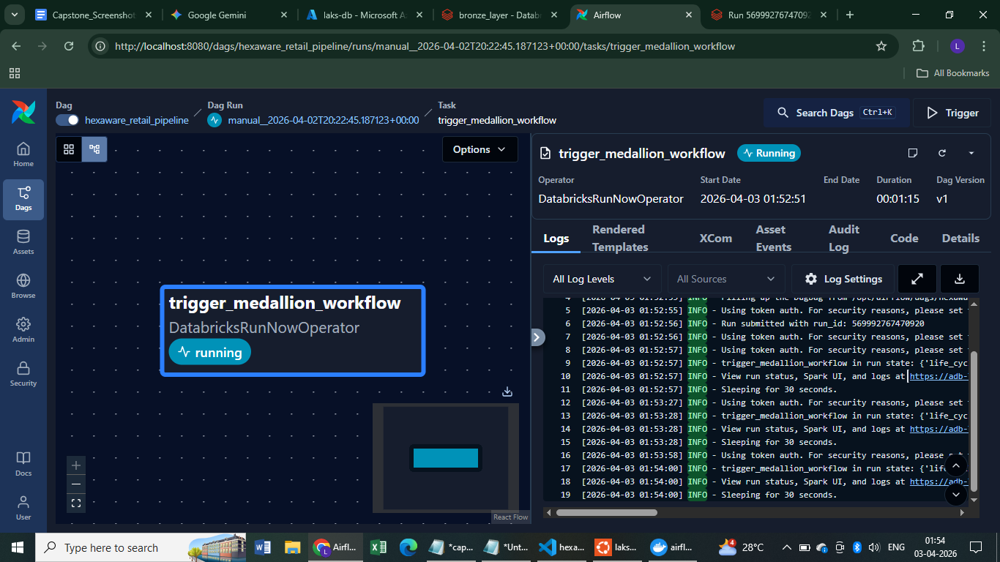 Capstone_Screenshot
Google Gemini
laks-db - Microsoft A
bronze_layer - Datab
Airflow
Run 56999276747092
http://localhost:8080/dags/hexaware_retail_pipeline/runs/manual__2026-04-02T20:22:45.187123+00:00/tasks/trigger_medallion_workflow
L
All Bookmarks
Dag
hexaware_retail_pipeline
Dag Run
manual__2026-04-02T20:22:45.187123+00:00
Task
trigger_medallion_workflow
Search Dags
Ctrl+K
Trigger
Home
Dags
Assets
Browse
Admin
Security
Docs
User
Options
trigger_medallion_workflow
DatabricksRunNowOperator
running
React Flow
trigger_medallion_workflow
Running
Operator
DatabricksRunNowOperator
Start Date
2026-04-03 01:52:51
End Date
Duration
00:01:15
Dag Version
v1
Logs
Rendered Templates
XCom
Asset Events
Audit Log
Code
Details
All Log Levels
All Sources
Log Settings
4 [2026-04-03 01:52:55] INFO - Filling up the DagBag from /opt/airflow/dags/hexawa
5 [2026-04-03 01:52:55] INFO - Using token auth. For security reasons, please set
6 [2026-04-03 01:52:56] INFO - Run submitted with run_id: 569992767470920
7 [2026-04-03 01:52:56] INFO - Using token auth. For security reasons, please set
8 [2026-04-03 01:52:57] INFO - Using token auth. For security reasons, please set
9 [2026-04-03 01:52:57] INFO - trigger_medallion_workflow in run state: {'life_cyc
10 [2026-04-03 01:52:57] INFO - View run status, Spark UI, and logs at https://adb-
11 [2026-04-03 01:52:57] INFO - Sleeping for 30 seconds.
12 [2026-04-03 01:53:27] INFO - Using token auth. For security reasons, please set
13 [2026-04-03 01:53:28] INFO - trigger_medallion_workflow in run state: {'life_cyc
14 [2026-04-03 01:53:28] INFO - View run status, Spark UI, and logs at https://adb-
15 [2026-04-03 01:53:28] INFO - Sleeping for 30 seconds.
16 [2026-04-03 01:53:58] INFO - Using token auth. For security reasons, please set
17 [2026-04-03 01:54:00] INFO - trigger_medallion_workflow in run state: {'life_cyc
18 [2026-04-03 01:54:00] INFO - View run status, Spark UI, and logs at https://adb-
19 [2026-04-03 01:54:00] INFO - Sleeping for 30 seconds.
Type here to search
Airfl...
*cap...
*Unt...
hexa...
laks...
airfl...
4
28°C
ENG
01:54
03-04-2026